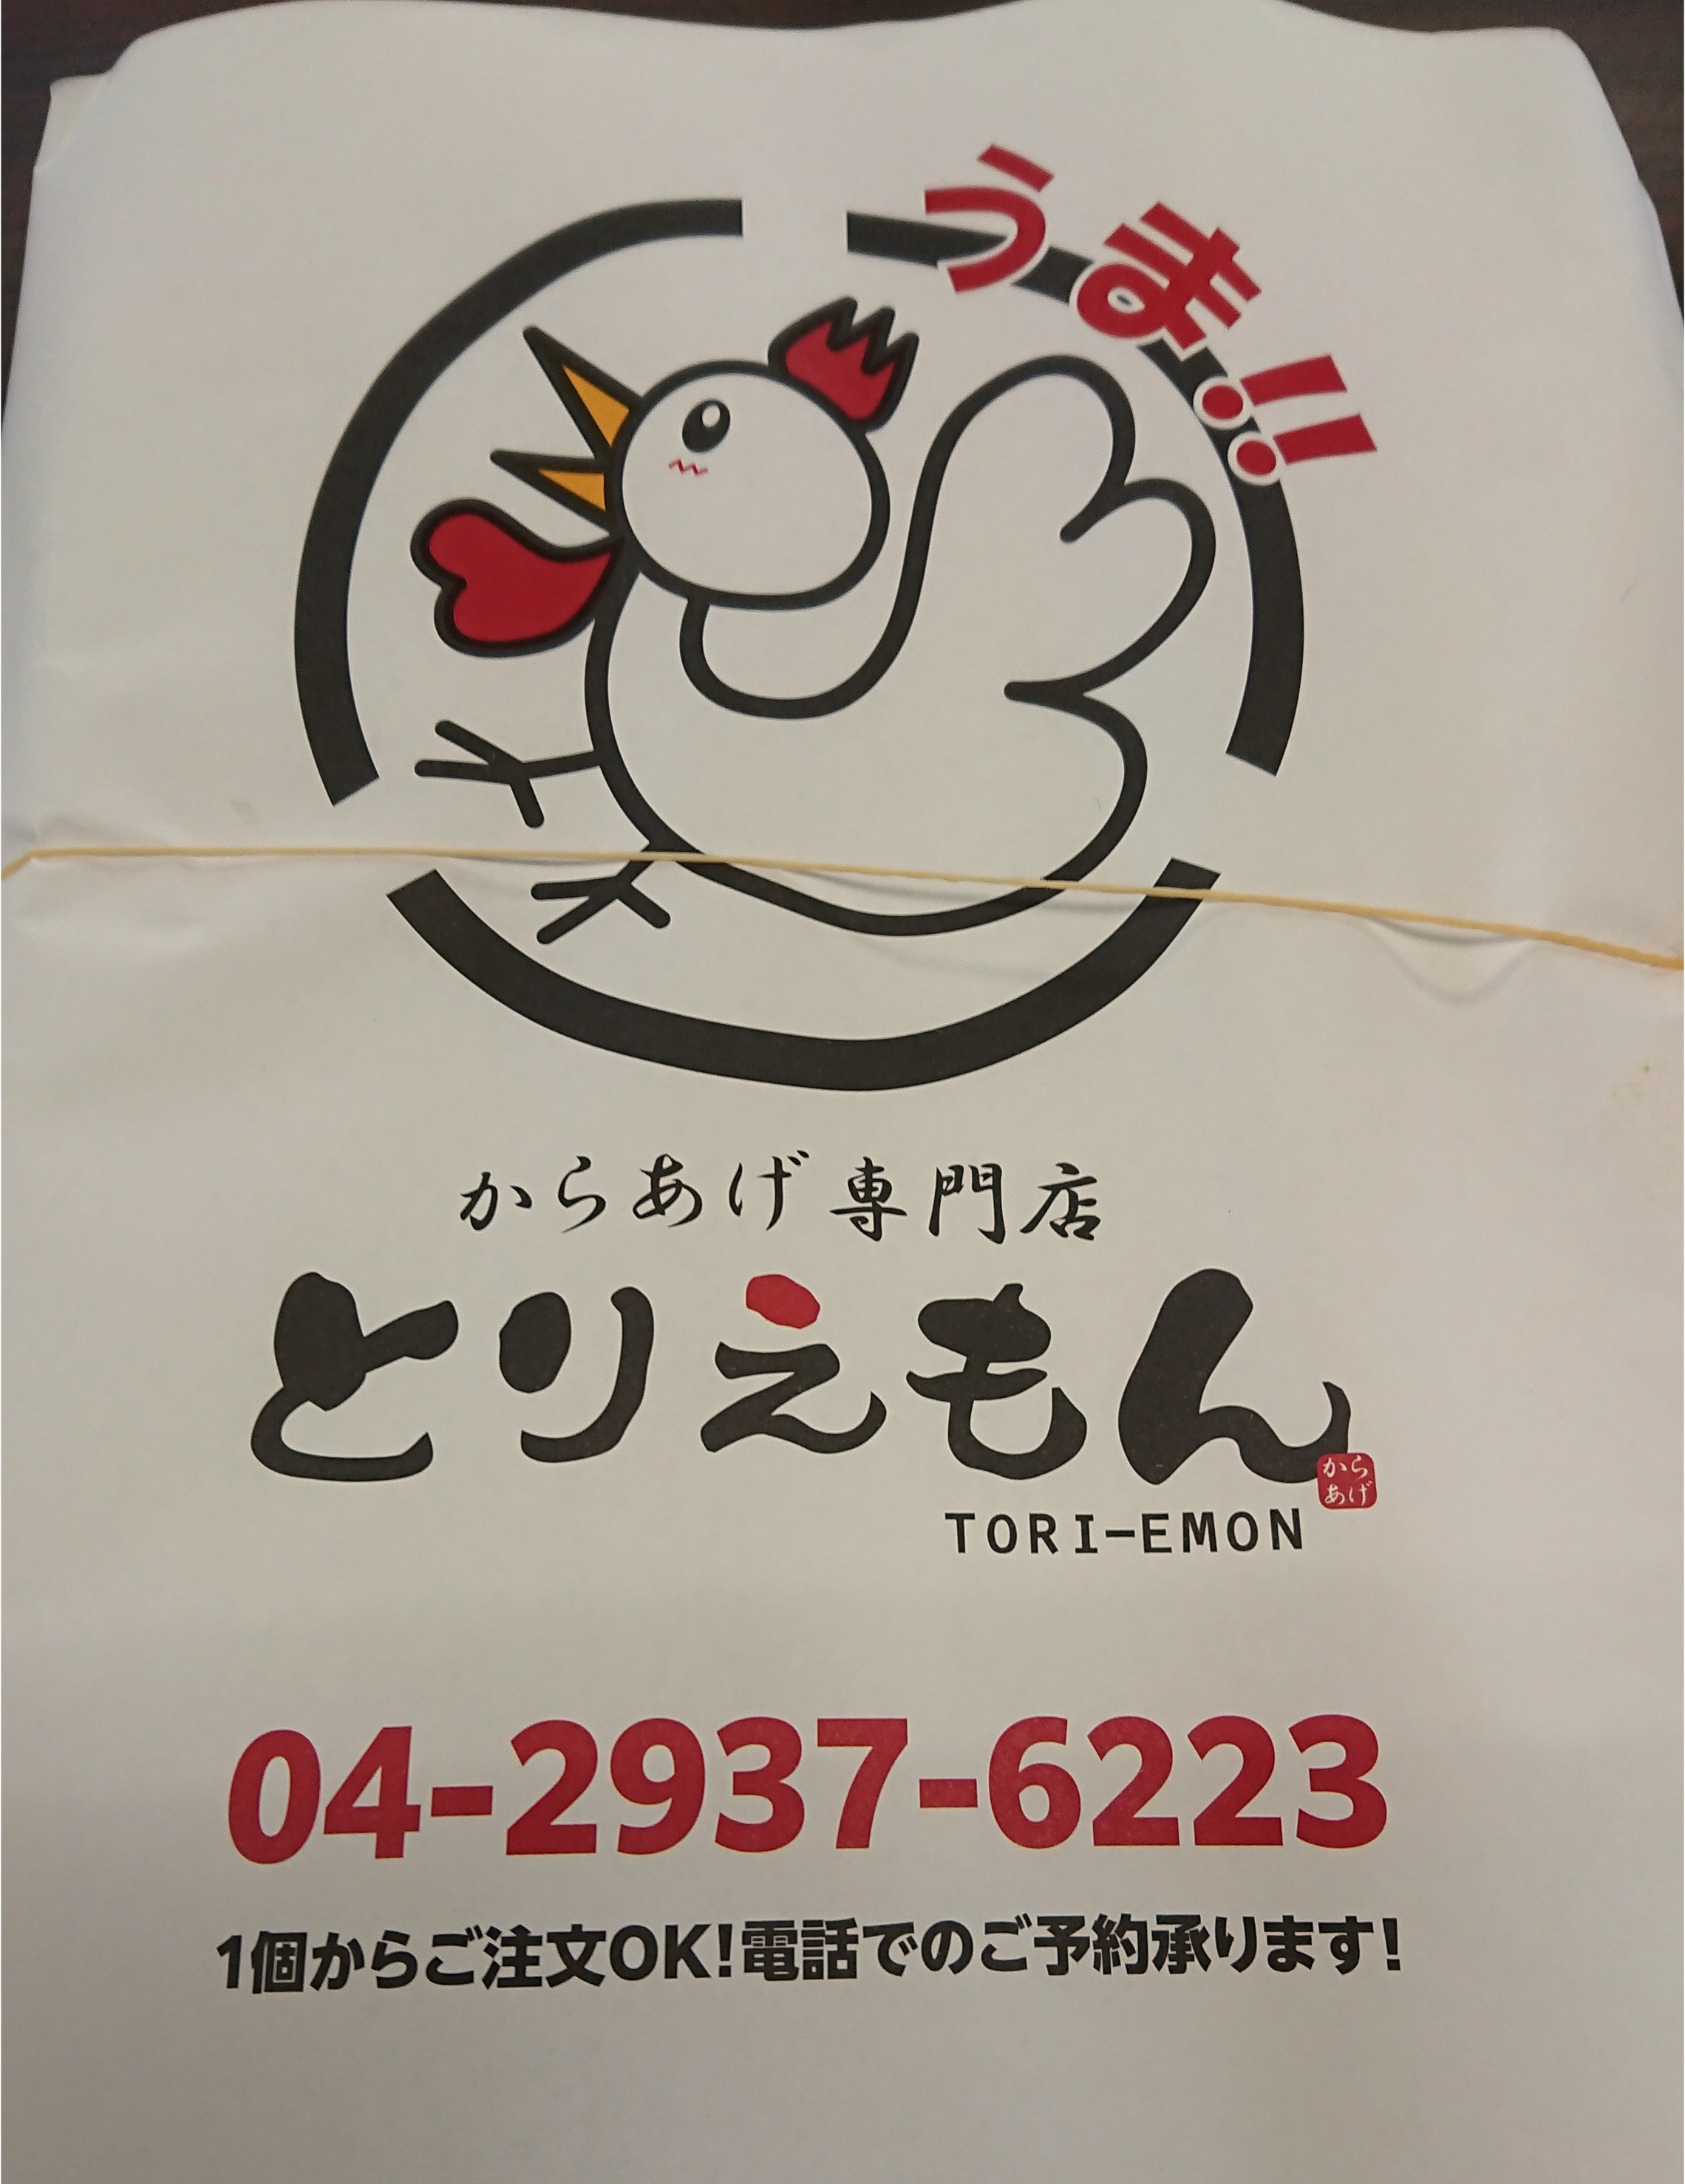 うま!!
からあげ専門店
とりえもん
から
あげ
TORI-EMON
04-2937-6223
1個からご注文OK!電話でのご予約承ります!